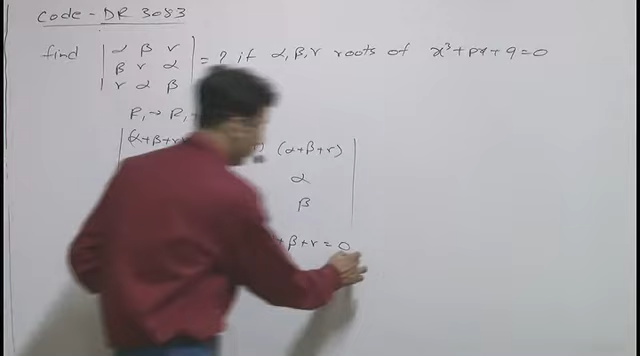 Code - DR 3083
find | α β γ | = ? if α, β, γ roots of x³ + px + q = 0
| β γ α |
| γ α β |
R₁ → R₁ +
(α+β+γ) (α+β+γ)
α
β
+ β + γ = 0